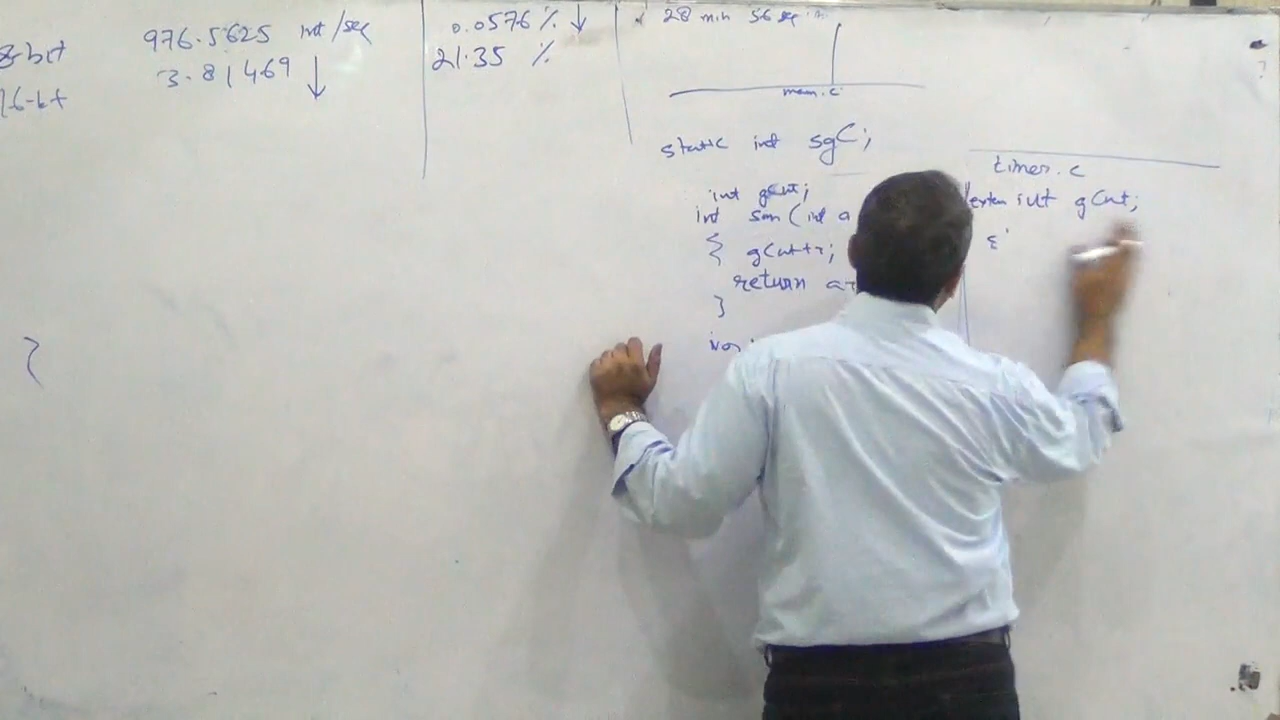 8-bit 976.5625 int/sec 0.0576 % ↓
16-bit 3.81469 ↓ 21.35 %
28 min 56 sec
main.c
static int sgC;
int gCnt;
int sum (int a
{ gCnt++;
return a+
}
timer.c
extern int gCnt;
}